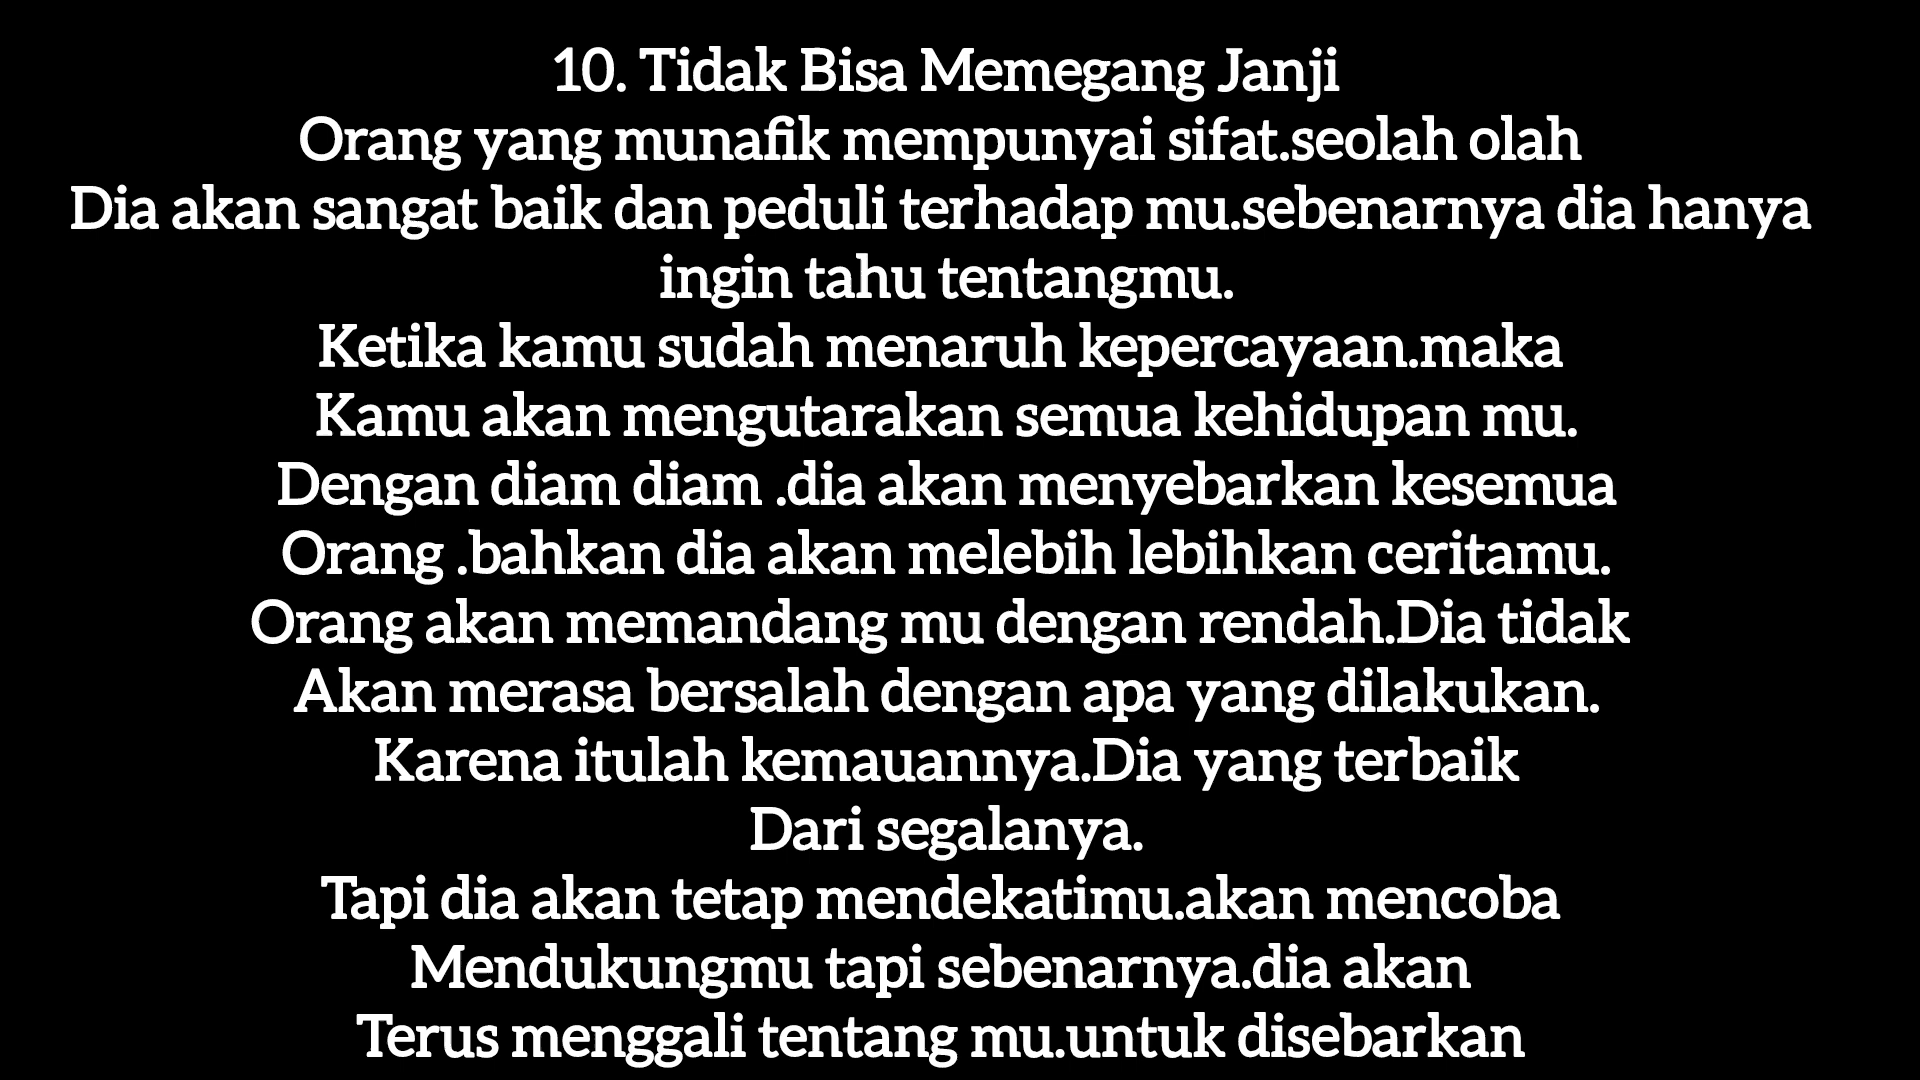 10. Tidak Bisa Memegang Janji
Orang yang munafik mempunyai sifat.seolah olah
Dia akan sangat baik dan peduli terhadap mu.sebenarnya dia hanya
ingin tahu tentangmu.
Ketika kamu sudah menaruh kepercayaan.maka
Kamu akan mengutarakan semua kehidupan mu.
Dengan diam diam .dia akan menyebarkan kesemua
Orang .bahkan dia akan melebih lebihkan ceritamu.
Orang akan memandang mu dengan rendah.Dia tidak
Akan merasa bersalah dengan apa yang dilakukan.
Karena itulah kemauannya.Dia yang terbaik
Dari segalanya.
Tapi dia akan tetap mendekatimu.akan mencoba
Mendukungmu tapi sebenarnya.dia akan
Terus menggali tentang mu.untuk disebarkan